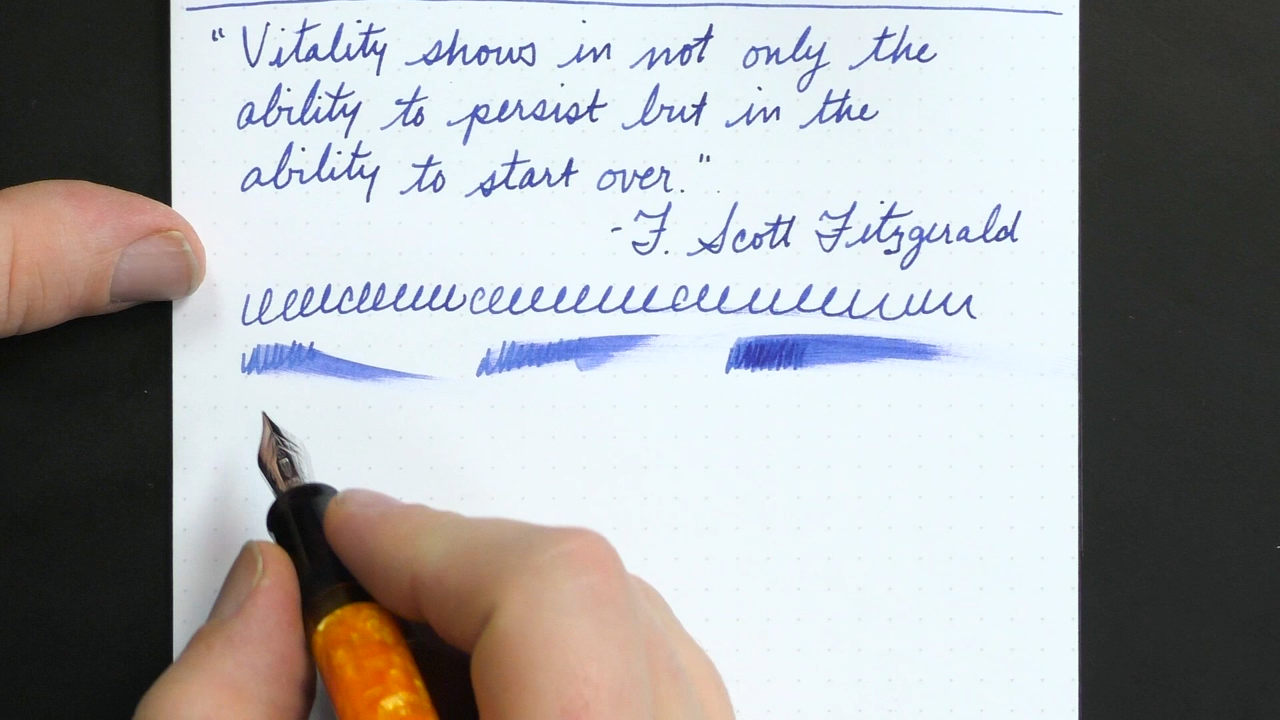 "Vitality shows in not only the
ability to persist but in the
ability to start over."
-F. Scott Fitzgerald